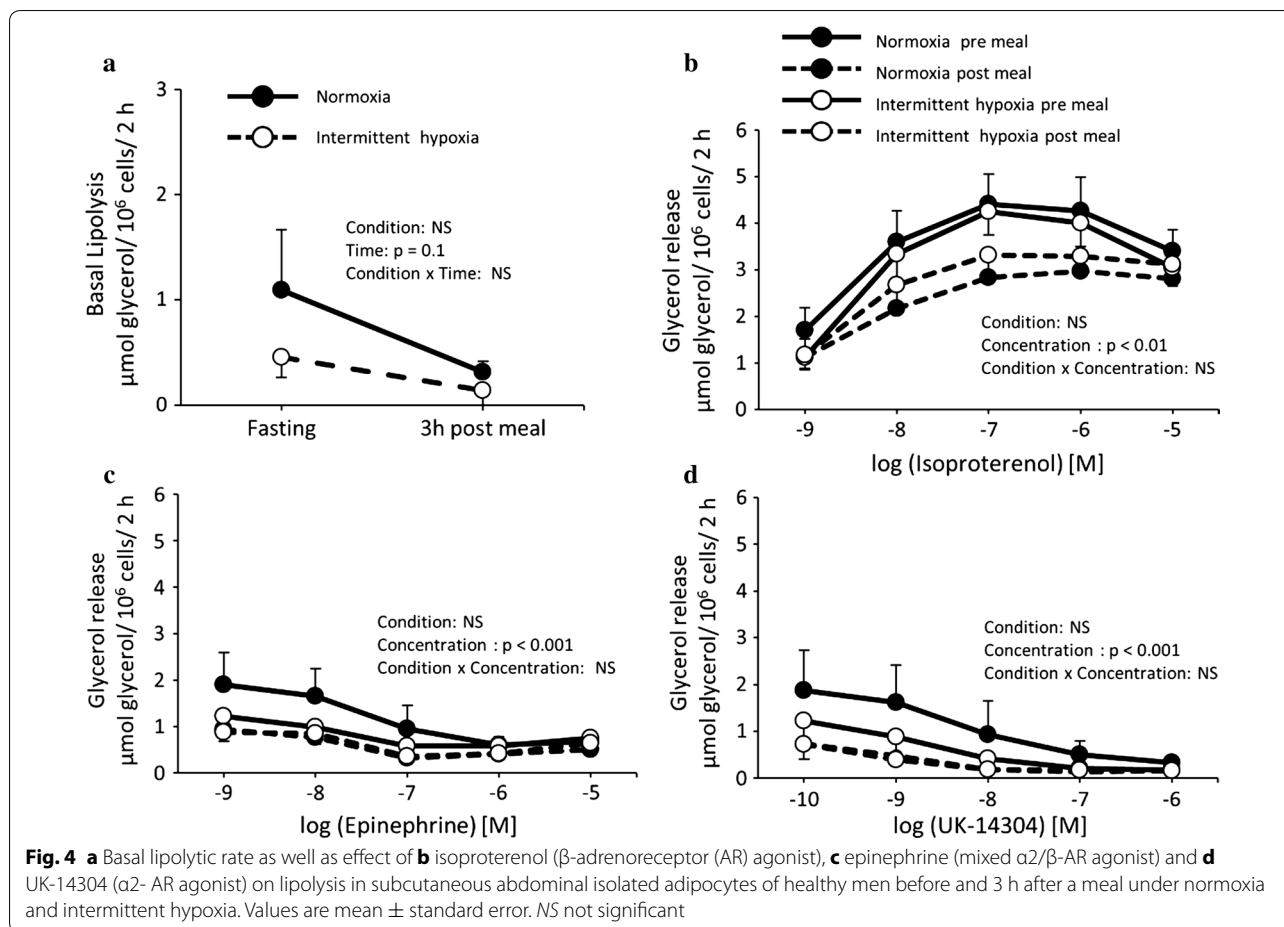 a
Normoxia
Intermittent hypoxia
Basal Lipolysis
μmol glycerol/ 10⁶ cells/ 2 h
3
2
1
0
Condition: NS
Time: p = 0.1
Condition x Time: NS
Fasting 3h post meal
Normoxia pre meal
Normoxia post meal
Intermittent hypoxia pre meal
Intermittent hypoxia post meal
b
Glycerol release
μmol glycerol/ 10⁶ cells/ 2 h
6
5
4
3
2
1
0
Condition: NS
Concentration : p < 0.01
Condition x Concentration: NS
-9 -8 -7 -6 -5
log (Isoproterenol) [M]
c
Glycerol release
μmol glycerol/ 10⁶ cells/ 2 h
6
5
4
3
2
1
0
Condition: NS
Concentration : p < 0.001
Condition x Concentration: NS
-9 -8 -7 -6 -5
log (Epinephrine) [M]
d
Glycerol release
μmol glycerol/ 10⁶ cells/ 2 h
6
5
4
3
2
1
0
Condition: NS
Concentration : p < 0.001
Condition x Concentration: NS
-10 -9 -8 -7 -6
log (UK-14304) [M]
Fig. 4 a Basal lipolytic rate as well as effect of b isoproterenol (β-adrenoreceptor (AR) agonist), c epinephrine (mixed α2/β-AR agonist) and d
UK-14304 (α2- AR agonist) on lipolysis in subcutaneous abdominal isolated adipocytes of healthy men before and 3 h after a meal under normoxia
and intermittent hypoxia. Values are mean ± standard error. NS not significant